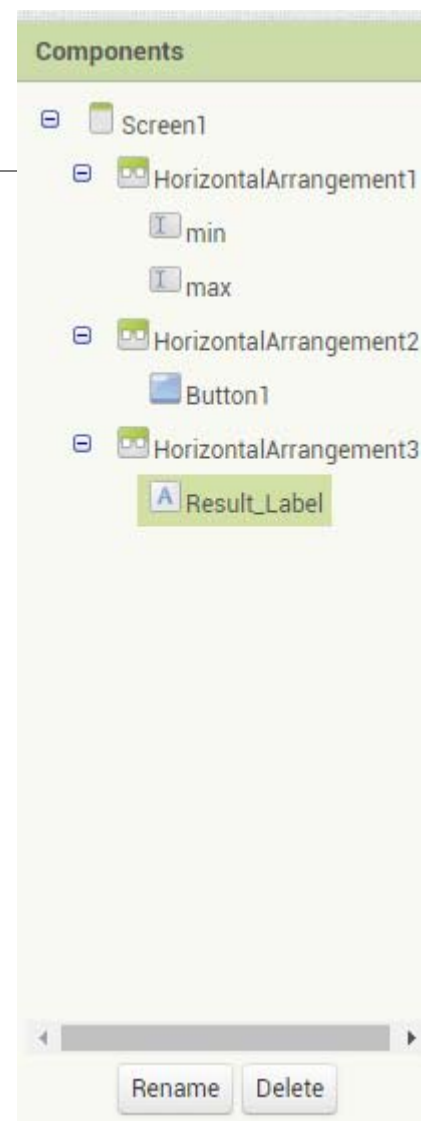 Components
Screen1
HorizontalArrangement1
min
max
HorizontalArrangement2
Button1
HorizontalArrangement3
Result_Label
Rename Delete